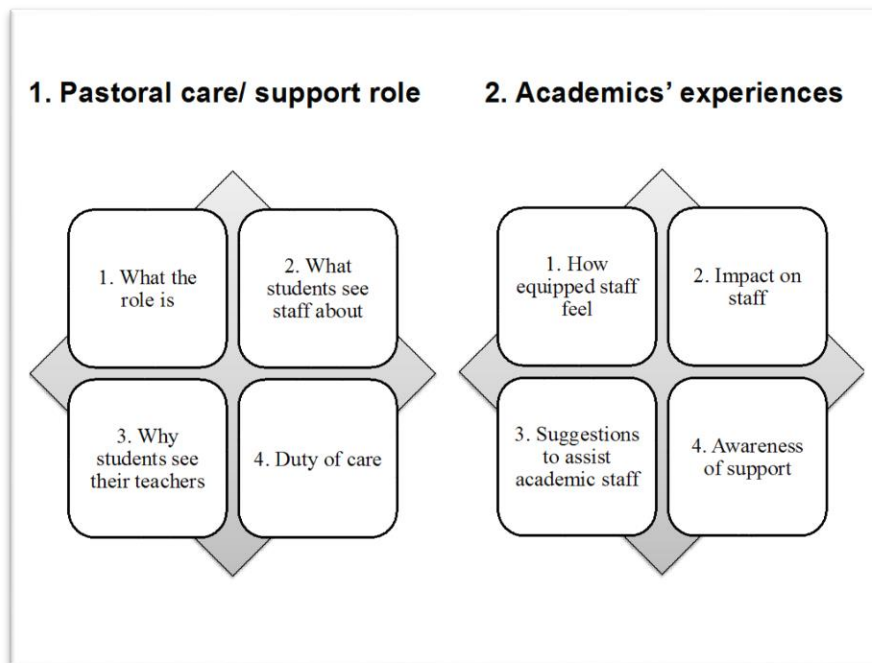 1. Pastoral care/ support role
1. What the
role is
2. What
students see
staff about
3. Why
students see
their teachers
4. Duty of care
2. Academics’ experiences
1. How
equipped staff
feel
2. Impact on
staff
3. Suggestions
to assist
academic staff
4. Awareness
of support